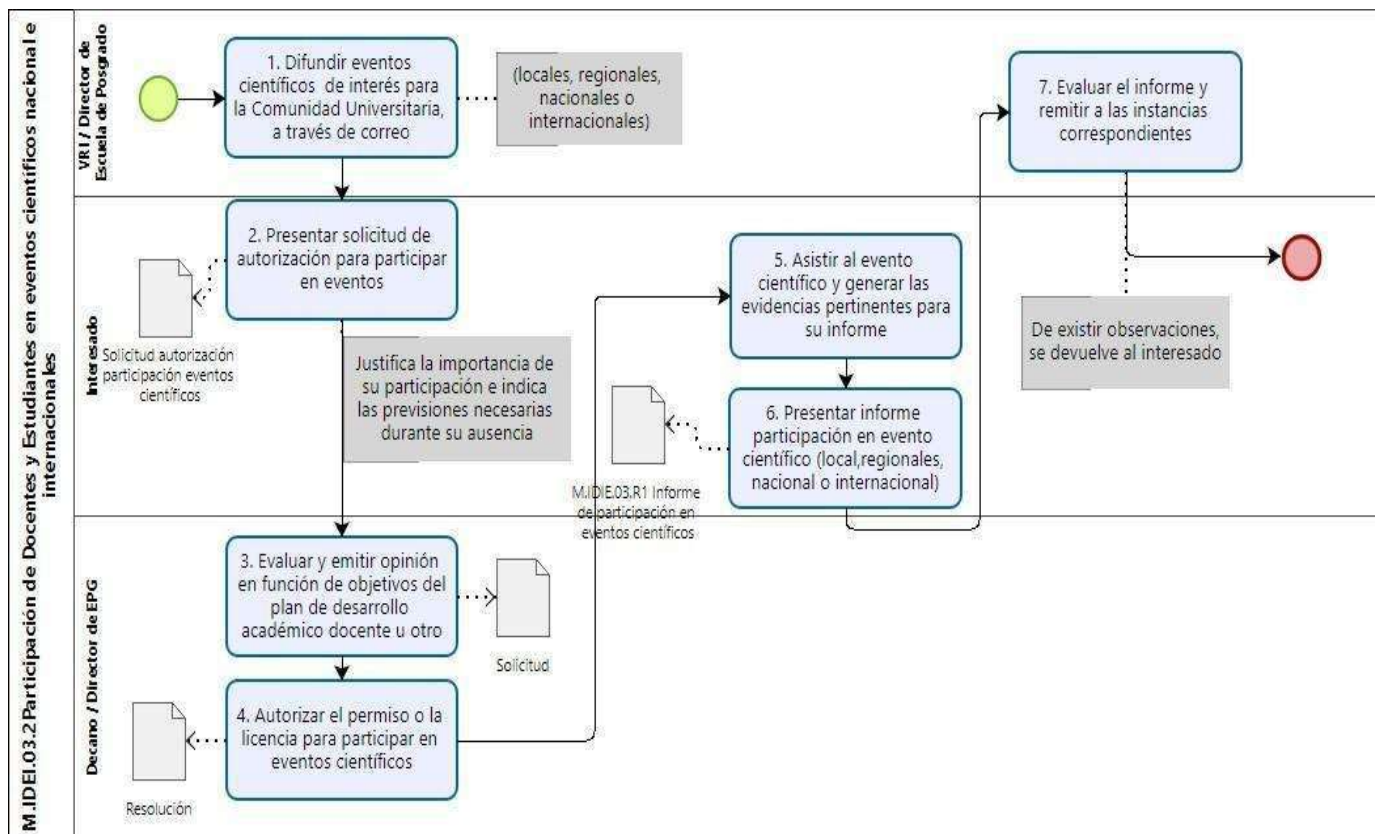 M.IDEI.03.2Participación de Docentes y Estudiantes en eventos científicos nacional e
internacionales
VRI / Director de
Escuela de Posgrado
1. Difundir eventos
científicos de interés para
la Comunidad Universitaria,
a través de correo
(locales, regionales,
nacionales o
internacionales)
7. Evaluar el informe y
remitir a las instancias
correspondientes
Interesado
2. Presentar solicitud de
autorización para participar
en eventos
Solicitud autorización
participación eventos
científicos
Justifica la importancia de
su participación e indica
las previsiones necesarias
durante su ausencia
5. Asistir al evento
científico y generar las
evidencias pertinentes para
su informe
6. Presentar informe
participación en evento
científico (local,regionales,
nacional o internacional)
M.IDIE.03.R1 Informe
de participación en
eventos científicos
De existir observaciones,
se devuelve al interesado
Decano / Director de EPG
3. Evaluar y emitir opinión
en función de objetivos del
plan de desarrollo
académico docente u otro
Solicitud
4. Autorizar el permiso o la
licencia para participar en
eventos científicos
Resolución